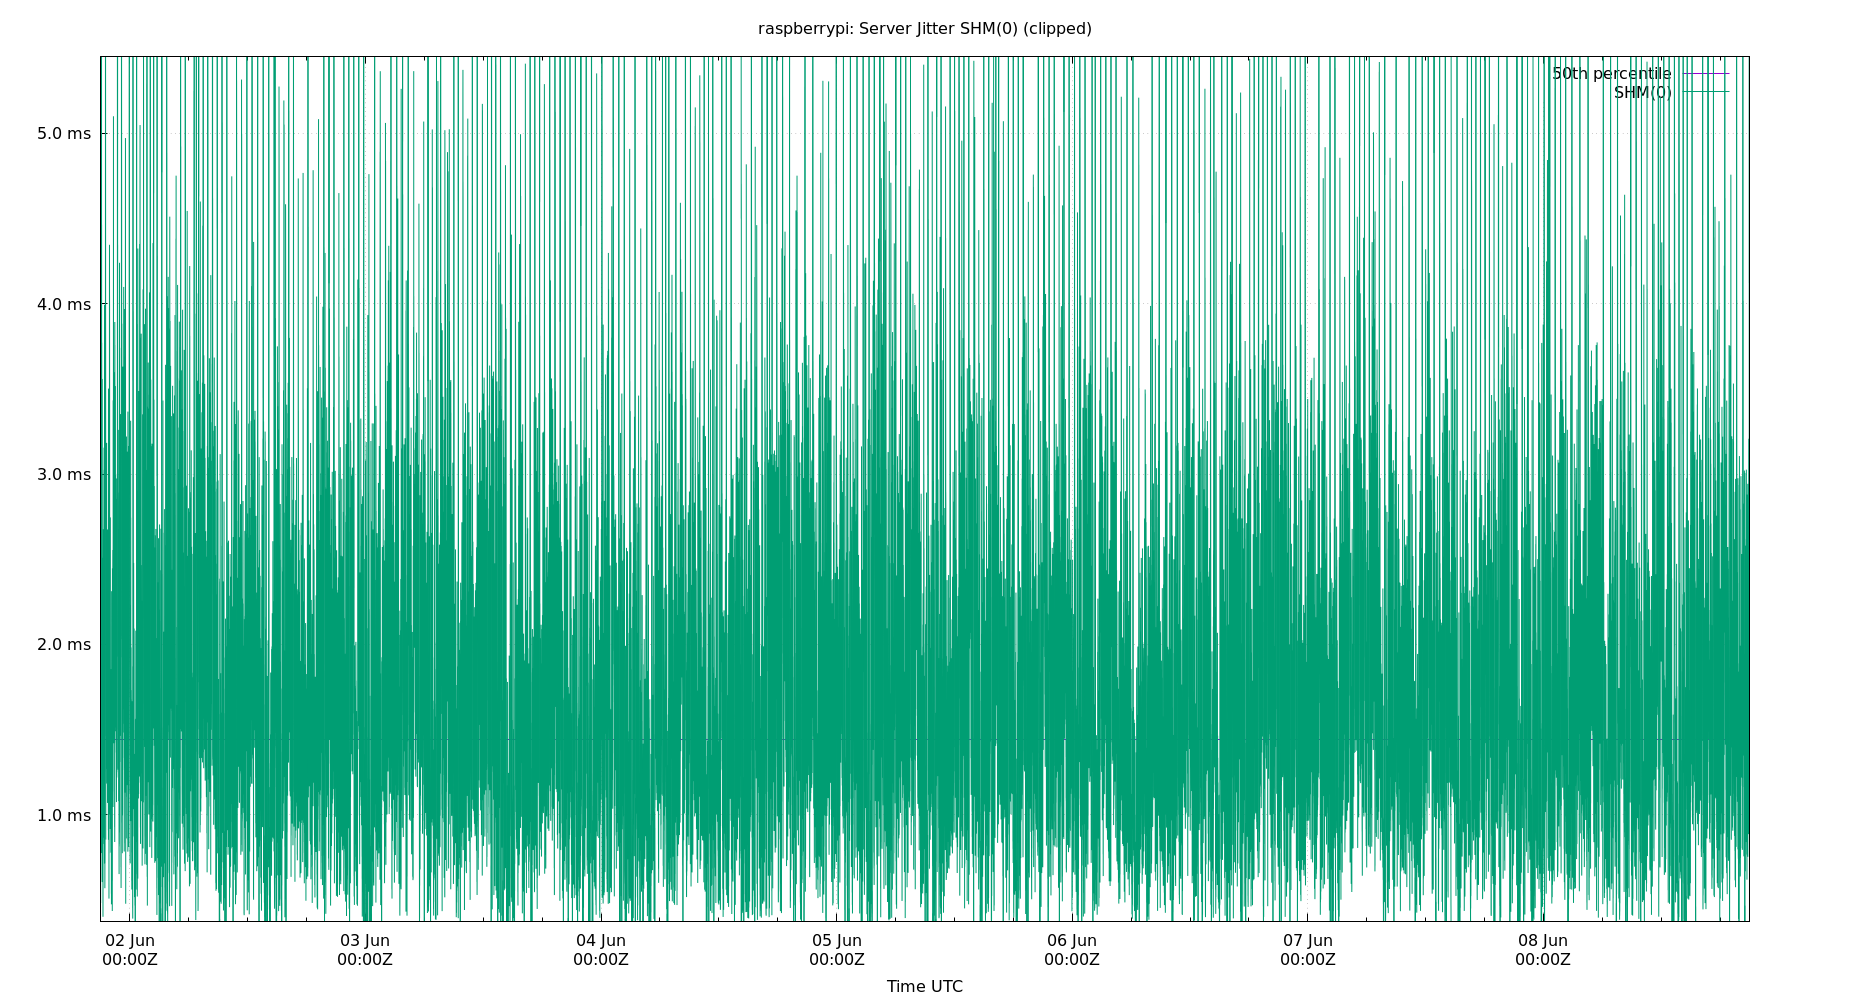 raspberrypi: Server Jitter SHM(0) (clipped)
50th percentile
SHM(0)
5.0 ms
4.0 ms
3.0 ms
2.0 ms
1.0 ms
02 Jun 03 Jun 04 Jun 05 Jun 06 Jun 07 Jun 08 Jun
00:00Z 00:00Z 00:00Z 00:00Z 00:00Z 00:00Z 00:00Z
Time UTC